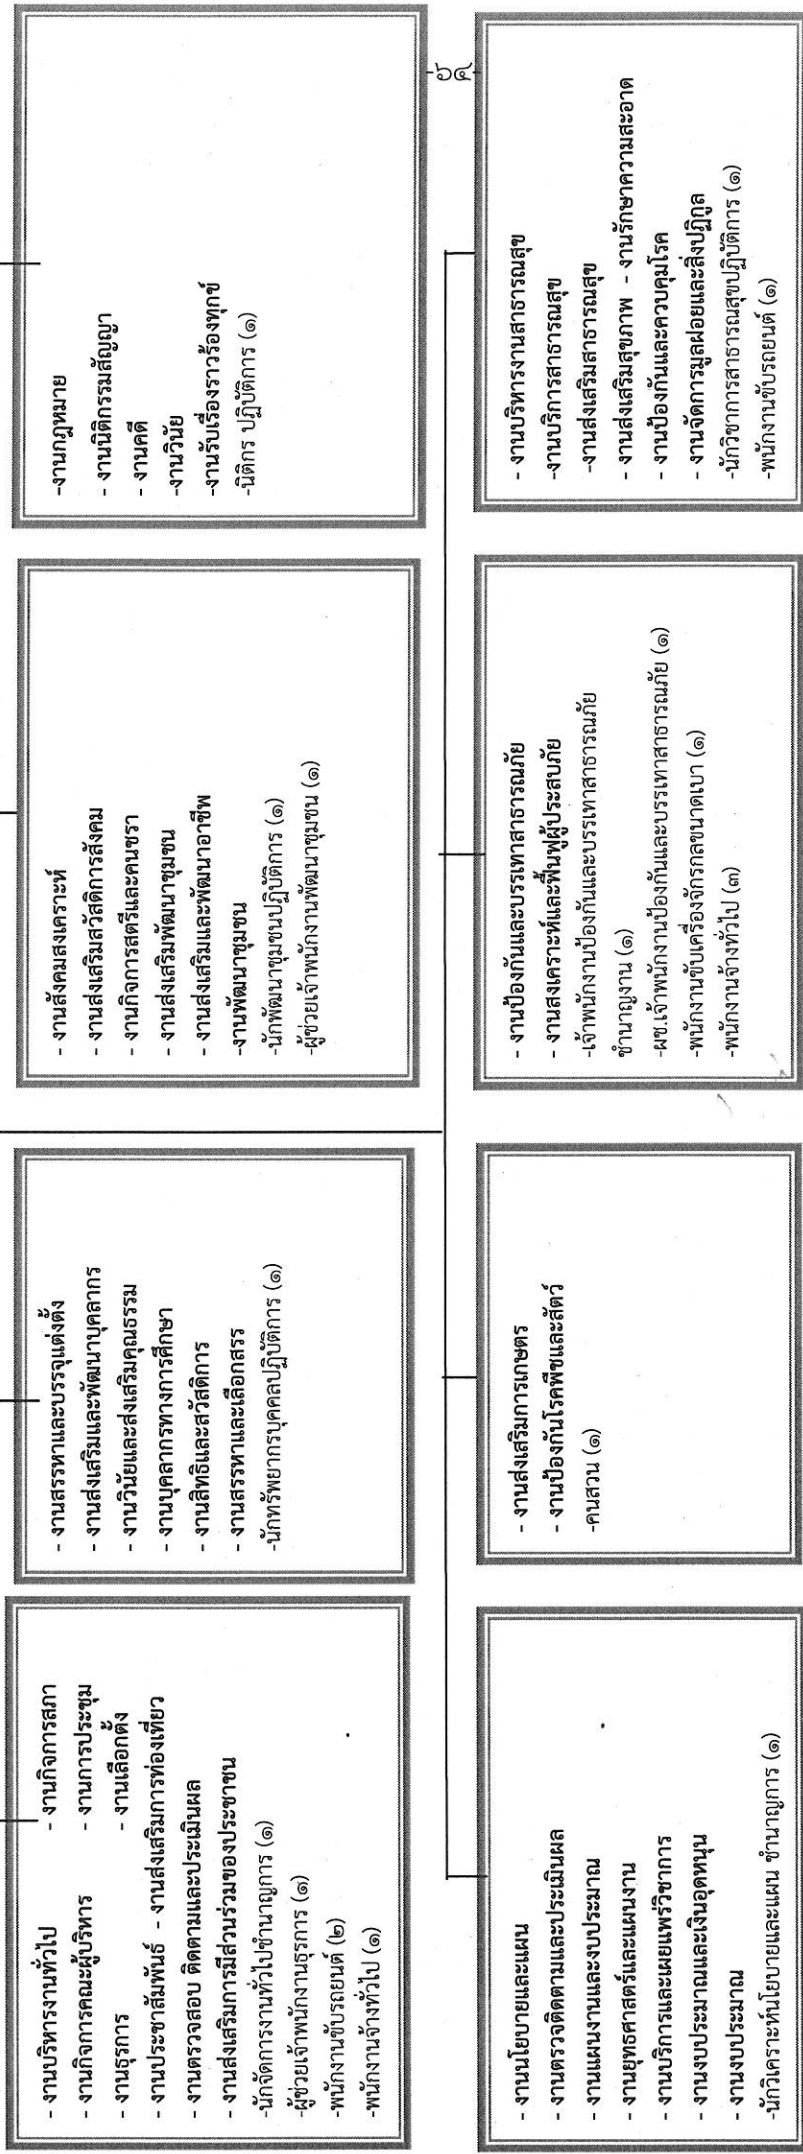 - งานบริหารงานทั่วไป - งานกิจการสภา
- งานกิจการคณะผู้บริหาร - งานการประชุม
- งานธุรการ - งานเลือกตั้ง
- งานประชาสัมพันธ์ - งานส่งเสริมการท่องเที่ยว
- งานตรวจสอบ ติดตามและประเมินผล
- งานส่งเสริมการมีส่วนร่วมของประชาชน
-นักจัดการงานทั่วไปชำนาญการ (๑)
-ผู้ช่วยเจ้าพนักงานธุรการ (๑)
-พนักงานขับรถยนต์ (๒)
-พนักงานจ้างทั่วไป (๑)
- งานสรรหาและบรรจุแต่งตั้ง
- งานส่งเสริมและพัฒนาบุคลากร
- งานวินัยและส่งเสริมคุณธรรม
- งานบุคลากรทางการศึกษา
- งานสิทธิและสวัสดิการ
- งานสรรหาและเลือกสรร
-นักทรัพยากรบุคคลปฏิบัติการ (๑)
- งานสังคมสงเคราะห์
- งานส่งเสริมสวัสดิการสังคม
- งานกิจการสตรีและคนชรา
- งานส่งเสริมพัฒนาชุมชน
- งานส่งเสริมและพัฒนาอาชีพ
-งานพัฒนาชุมชน
-นักพัฒนาชุมชนปฏิบัติการ (๑)
-ผู้ช่วยเจ้าพนักงานพัฒนาชุมชน (๑)
-งานกฎหมาย
- งานนิติกรรมสัญญา
- งานคดี
-งานวินัย
-งานรับเรื่องราวร้องทุกข์
-นิติกร ปฏิบัติการ (๑)
-๖๔-
- งานนโยบายและแผน
- งานตรวจติดตามและประเมินผล
- งานแผนงานและงบประมาณ
- งานยุทธศาสตร์และแผนงาน
- งานบริการและเผยแพร่วิชาการ
- งานงบประมาณและเงินอุดหนุน
- งานงบประมาณ
-นักวิเคราะห์นโยบายและแผน ชำนาญการ (๑)
- งานส่งเสริมการเกษตร
- งานป้องกันโรคพืชและสัตว์
-คนสวน (๑)
- งานป้องกันและบรรเทาสาธารณภัย
- งานสงเคราะห์และฟื้นฟูผู้ประสบภัย
-เจ้าพนักงานป้องกันและบรรเทาสาธารณภัย
ชำนาญงาน (๑)
-ผช.เจ้าพนักงานป้องกันและบรรเทาสาธารณภัย (๑)
-พนักงานขับเครื่องจักรกลขนาดเบา (๑)
-พนักงานจ้างทั่วไป (๓)
- งานบริหารงานสาธารณสุข
-งานบริการสาธารณสุข
-งานส่งเสริมสาธารณสุข
- งานส่งเสริมสุขภาพ - งานรักษาความสะอาด
- งานป้องกันและควบคุมโรค
- งานจัดการมูลฝอยและสิ่งปฏิกูล
-นักวิชาการสาธารณสุขปฏิบัติการ (๑)
-พนักงานขับรถยนต์ (๑)